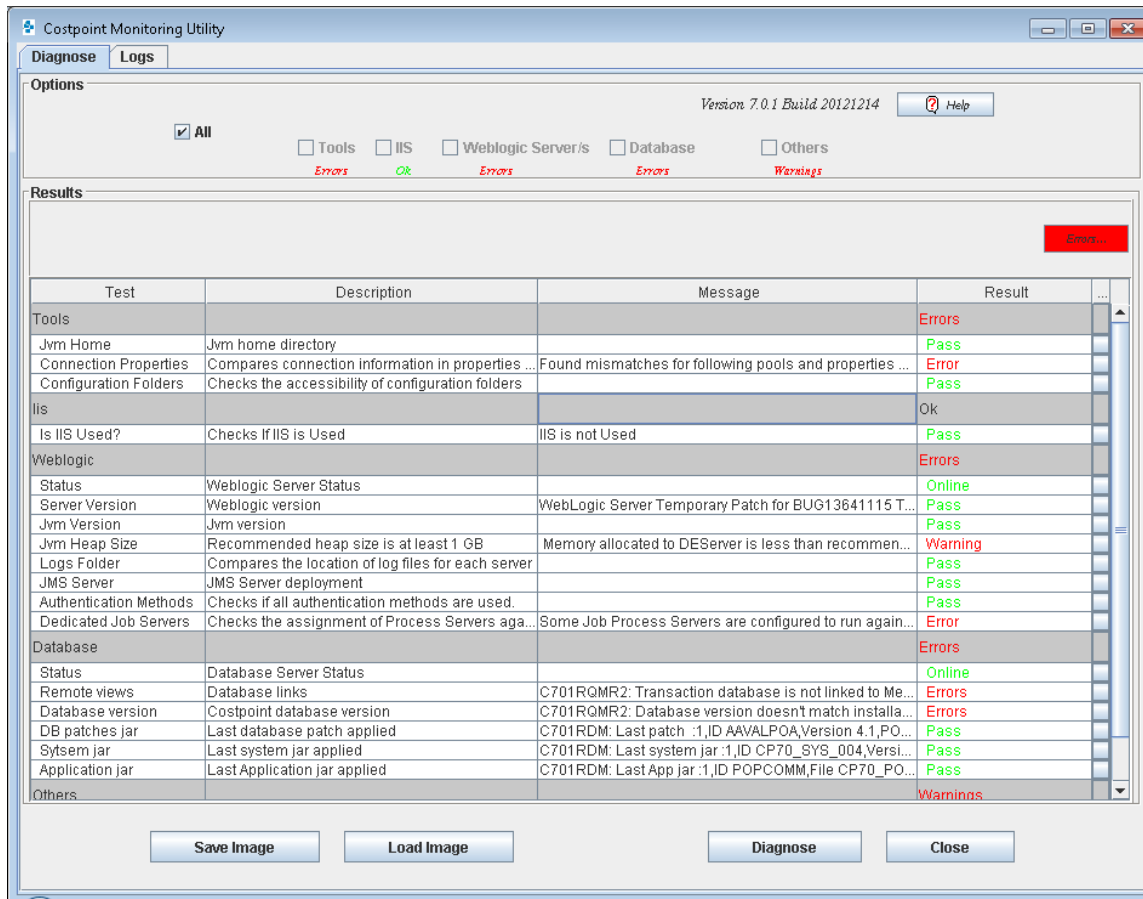 Costpoint Monitoring Utility
Diagnose Logs
Options
Version 7.0.1 Build 20121214 Help
All
Tools IIS Weblogic Server/s Database Others
Errors Ok Errors Errors Warnings
Results
Errors...
Test Description Message Result ...
Tools Errors
Jvm Home Jvm home directory Pass
Connection Properties Compares connection information in properties ... Found mismatches for following pools and properties ... Error
Configuration Folders Checks the accessibility of configuration folders Pass
Iis Ok
Is IIS Used? Checks If IIS is Used IIS is not Used Pass
Weblogic Errors
Status Weblogic Server Status Online
Server Version Weblogic version WebLogic Server Temporary Patch for BUG13641115 T... Pass
Jvm Version Jvm version Pass
Jvm Heap Size Recommended heap size is at least 1 GB Memory allocated to DEServer is less than recommen... Warning
Logs Folder Compares the location of log files for each server Pass
JMS Server JMS Server deployment Pass
Authentication Methods Checks if all authentication methods are used. Pass
Dedicated Job Servers Checks the assignment of Process Servers aga... Some Job Process Servers are configured to run again... Error
Database Errors
Status Database Server Status Online
Remote views Database links C701RQMR2: Transaction database is not linked to Me... Errors
Database version Costpoint database version C701RQMR2: Database version doesn't match installa... Errors
DB patches jar Last database patch applied C701RDM: Last patch :1,ID AAVALPOA,Version 4.1,PO... Pass
Sytsem jar Last system jar applied C701RDM: Last system jar :1,ID CP70_SYS_004,Versi... Pass
Application jar Last Application jar applied C701RDM: Last App jar :1,ID POPCOMM,File CP70_PO... Pass
Others Warnings
Save Image Load Image Diagnose Close